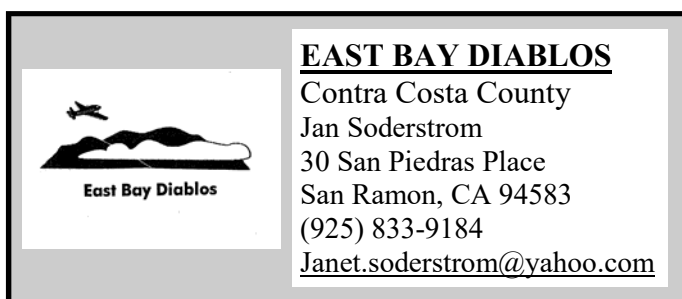 East Bay Diablos
EAST BAY DIABLOS
Contra Costa County
Jan Soderstrom
30 San Piedras Place
San Ramon, CA 94583
(925) 833-9184
Janet.soderstrom@yahoo.com